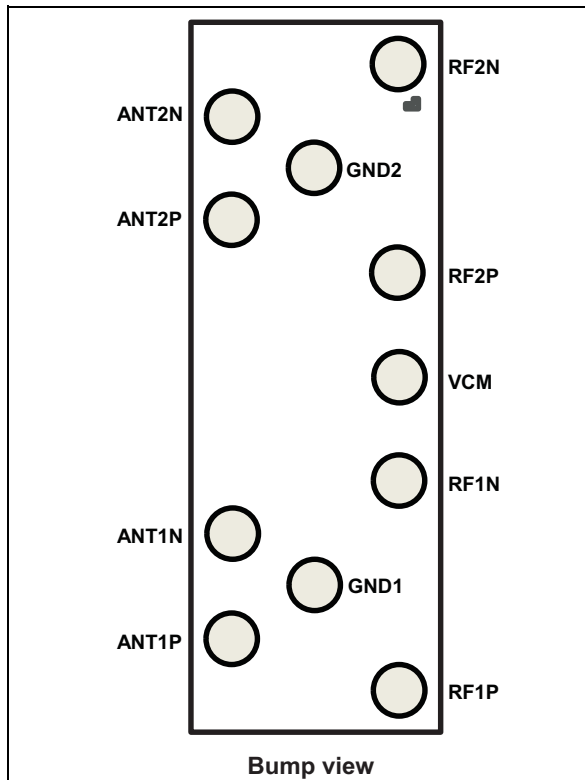 RF2N
ANT2N
GND2
ANT2P
RF2P
VCM
RF1N
ANT1N
GND1
ANT1P
RF1P
Bump view